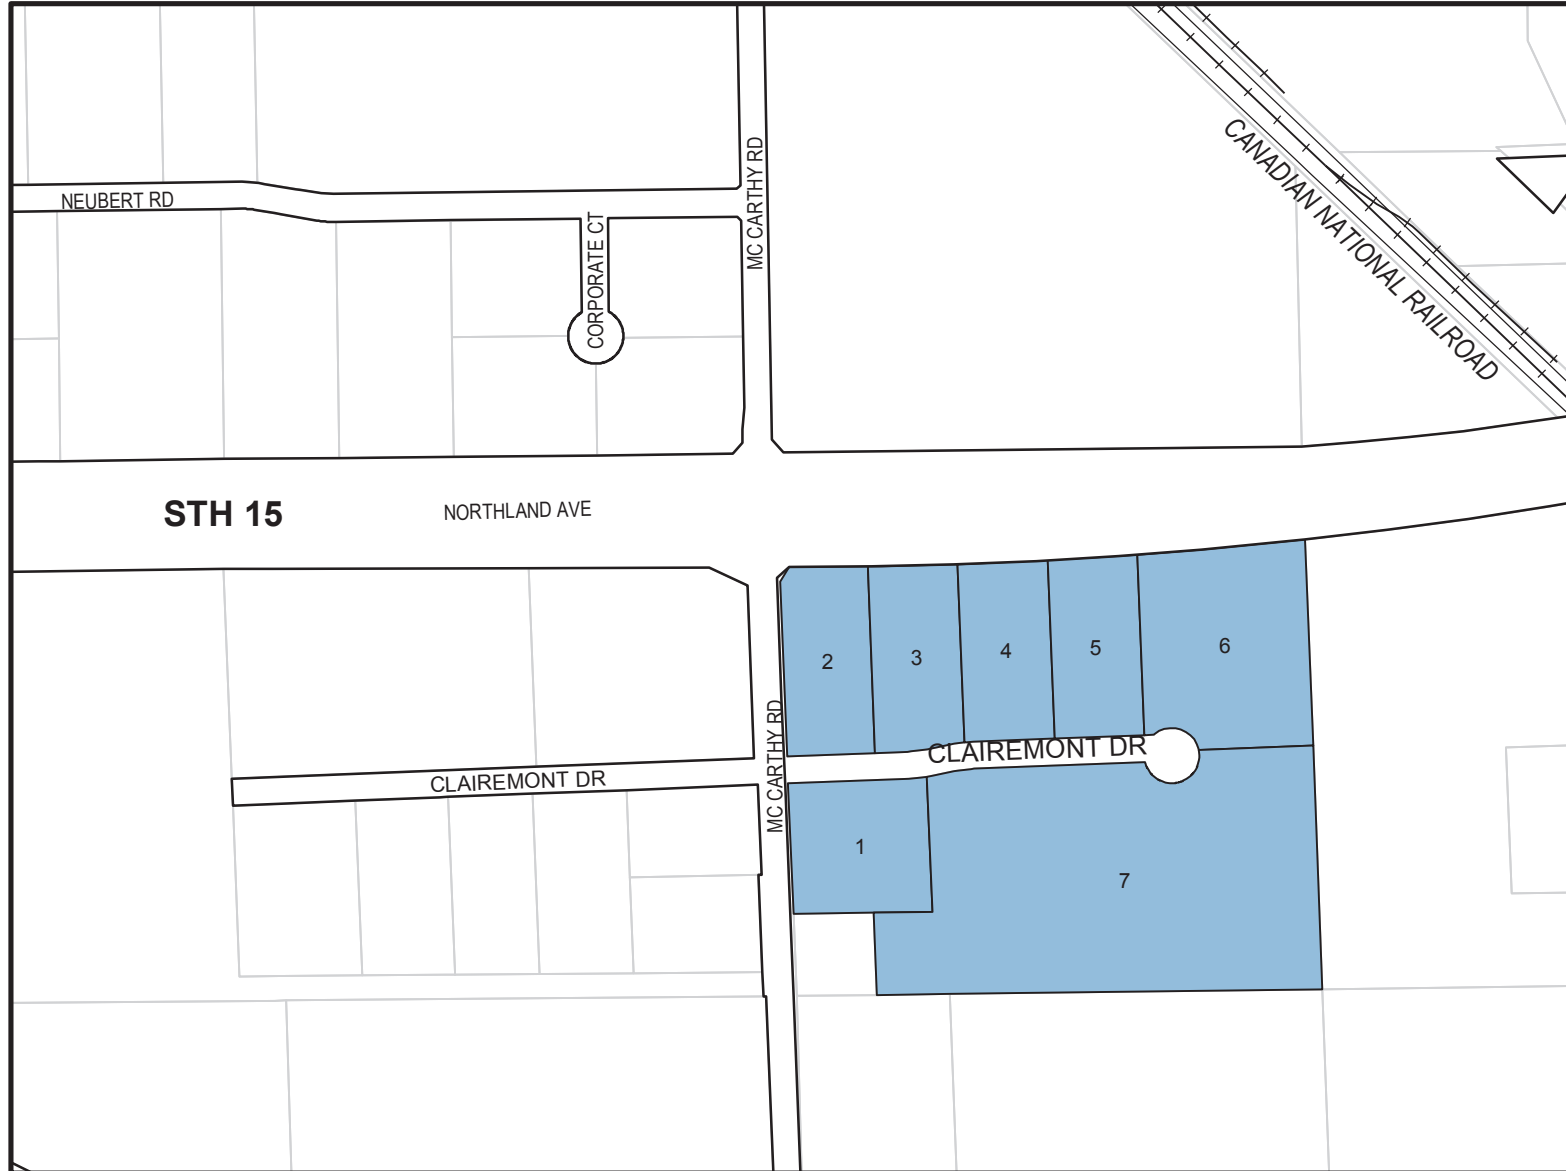 MC CARTHY RD
CANADIAN NATIONAL RAILROAD
NEUBERT RD
CORPORATE CT
STH 15
NORTHLAND AVE
2
3
4
5
6
MC CARTHY RD
CLAIREMONT DR
CLAIREMONT DR
1
7